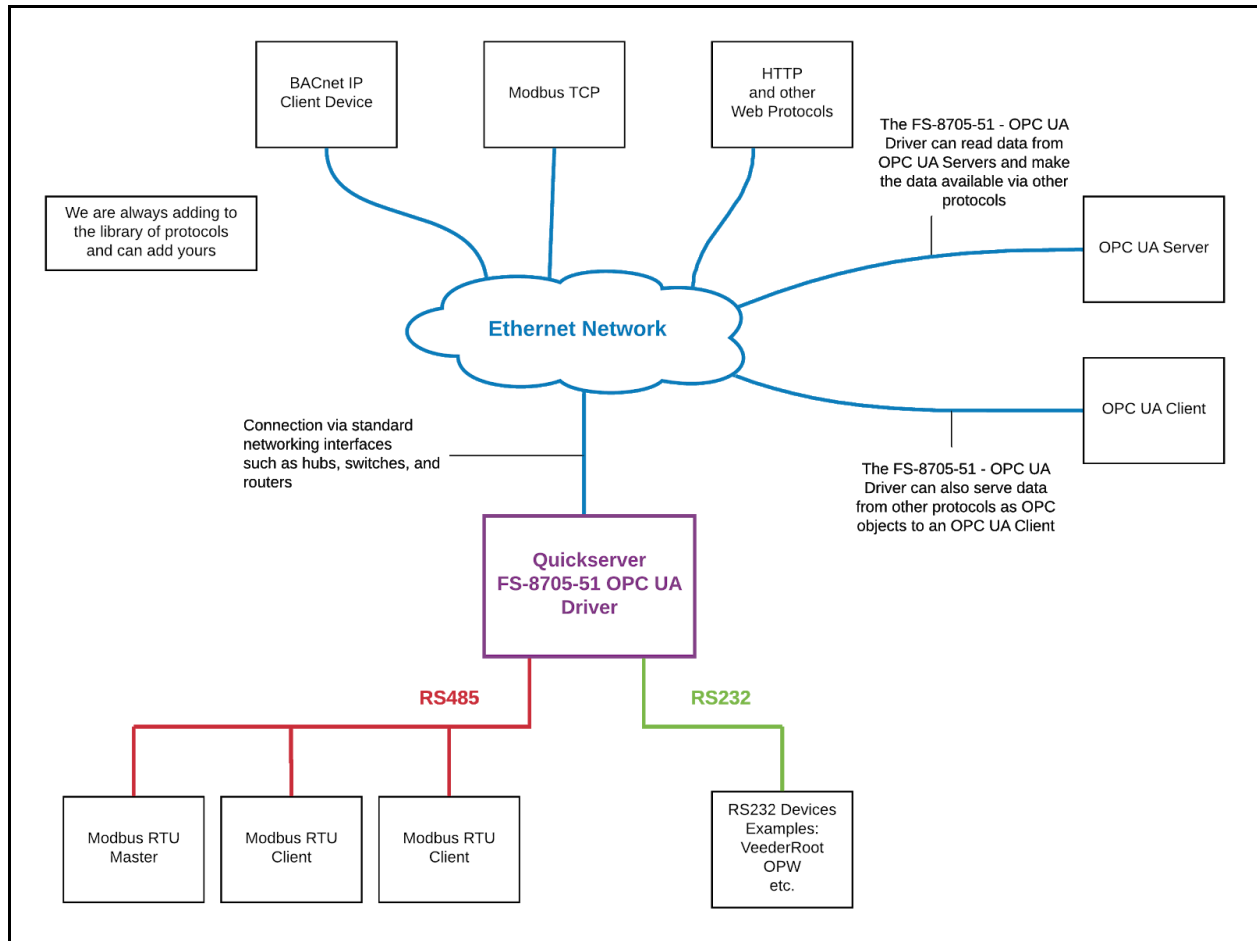 BACnet IP
Client Device
Modbus TCP
HTTP
and other
Web Protocols
The FS-8705-51 - OPC UA
Driver can read data from
OPC UA Servers and make
the data available via other
protocols
We are always adding to
the library of protocols
and can add yours
OPC UA Server
Ethernet Network
OPC UA Client
Connection via standard
networking interfaces
such as hubs, switches, and
routers
The FS-8705-51 - OPC UA
Driver can also serve data
from other protocols as OPC
objects to an OPC UA Client
Quickserver
FS-8705-51 OPC UA
Driver
RS485
RS232
Modbus RTU
Master
Modbus RTU
Client
Modbus RTU
Client
RS232 Devices
Examples:
VeederRoot
OPW
etc.